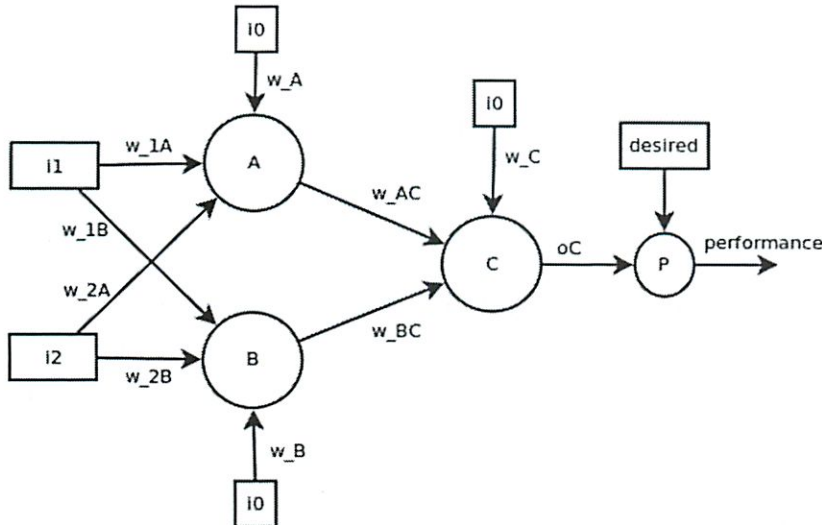 i0
w_A
i0
w_1A
desired
i1
A
w_C
w_AC
w_1B
oC
performance
C
P
w_2A
w_BC
i2
B
w_2B
w_B
i0